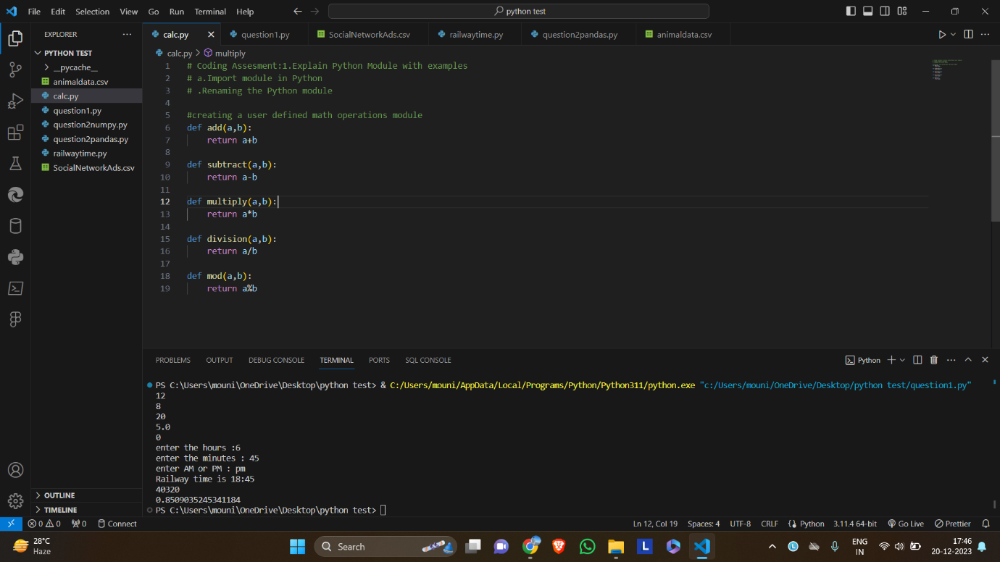 File Edit Selection View Go Run Terminal Help
python test
EXPLORER
PYTHON TEST
__pycache__
animaldata.csv
calc.py
question1.py
question2numpy.py
question2pandas.py
railwaytime.py
SocialNetworkAds.csv
OUTLINE
TIMELINE
calc.py question1.py SocialNetworkAds.csv railwaytime.py question2pandas.py animaldata.csv
calc.py > multiply
1 # Coding Assesment:1.Explain Python Module with examples
2 # a.Import module in Python
3 # .Renaming the Python module
4
5 #creating a user defined math operations module
6 def add(a,b):
7 return a+b
8
9 def subtract(a,b):
10 return a-b
11
12 def multiply(a,b):
13 return a*b
14
15 def division(a,b):
16 return a/b
17
18 def mod(a,b):
19 return a%b
PROBLEMS OUTPUT DEBUG CONSOLE TERMINAL PORTS SQL CONSOLE
Python
PS C:\Users\mouni\OneDrive\Desktop\python test> & C:/Users/mouni/AppData/Local/Programs/Python/Python311/python.exe "c:/Users/mouni/OneDrive/Desktop/python test/question1.py"
12
8
20
5.0
0
enter the hours :6
enter the minutes : 45
enter AM or PM : pm
Railway time is 18:45
40320
0.8509035245341184
PS C:\Users\mouni\OneDrive\Desktop\python test>
0 0 0 Connect
Ln 12, Col 19 Spaces: 4 UTF-8 CRLF Python 3.11.4 64-bit Go Live Prettier
28°C
Haze
Search
L
L
ENG
IN
17:46
20-12-2023